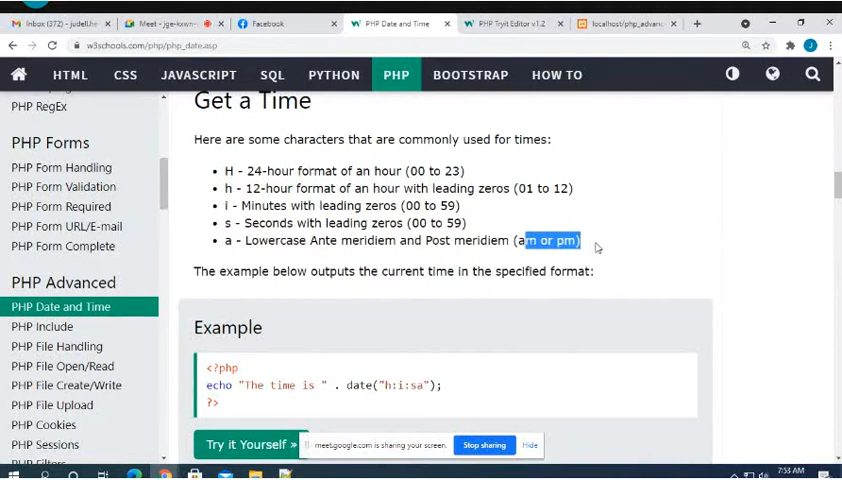 Inbox (372) - judell.h
Meet - jge-kxwn-
Facebook
PHP Date and Time
PHP Tryit Editor v1.2
localhost/php_advanc
w3schools.com/php/php_date.asp
J
HTML CSS JAVASCRIPT SQL PYTHON PHP BOOTSTRAP HOW TO
PHP RegEx
PHP Forms
PHP Form Handling
PHP Form Validation
PHP Form Required
PHP Form URL/E-mail
PHP Form Complete
PHP Advanced
PHP Date and Time
PHP Include
PHP File Handling
PHP File Open/Read
PHP File Create/Write
PHP File Upload
PHP Cookies
PHP Sessions
PHP Filters
Get a Time
Here are some characters that are commonly used for times:
• H - 24-hour format of an hour (00 to 23)
• h - 12-hour format of an hour with leading zeros (01 to 12)
• i - Minutes with leading zeros (00 to 59)
• s - Seconds with leading zeros (00 to 59)
• a - Lowercase Ante meridiem and Post meridiem (am or pm)
The example below outputs the current time in the specified format:
Example
<?php
echo "The time is " . date("h:i:sa");
?>
Try it Yourself »
meet.google.com is sharing your screen.
Stop sharing
Hide
7:53 AM